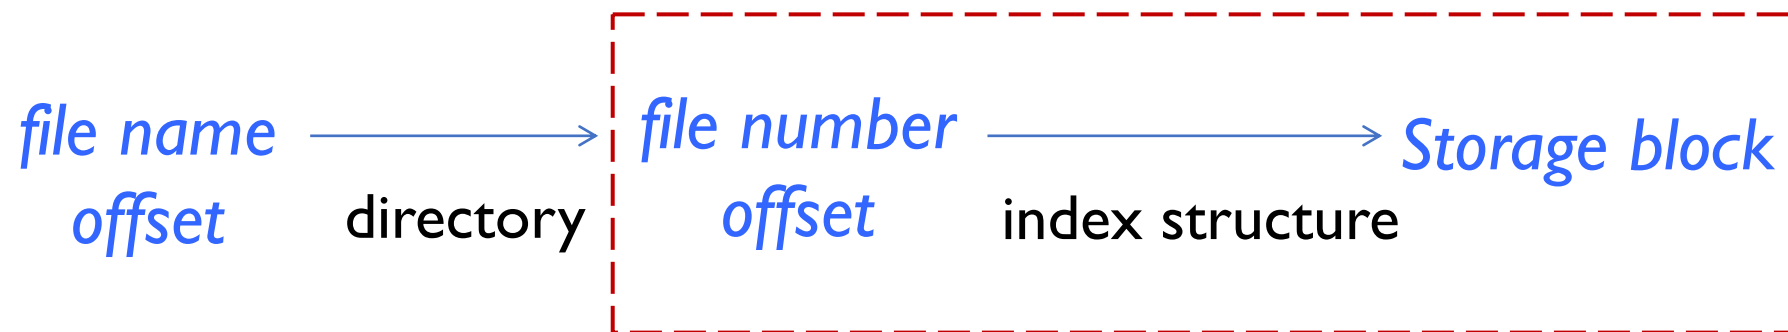 file name
offset
directory
file number
offset
index structure
Storage block